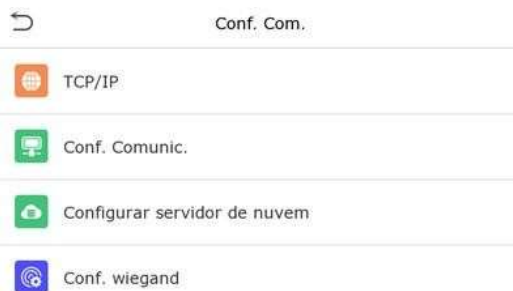 Conf. Com.
TCP/IP
Conf. Comunic.
Configurar servidor de nuvem
Conf. wiegand